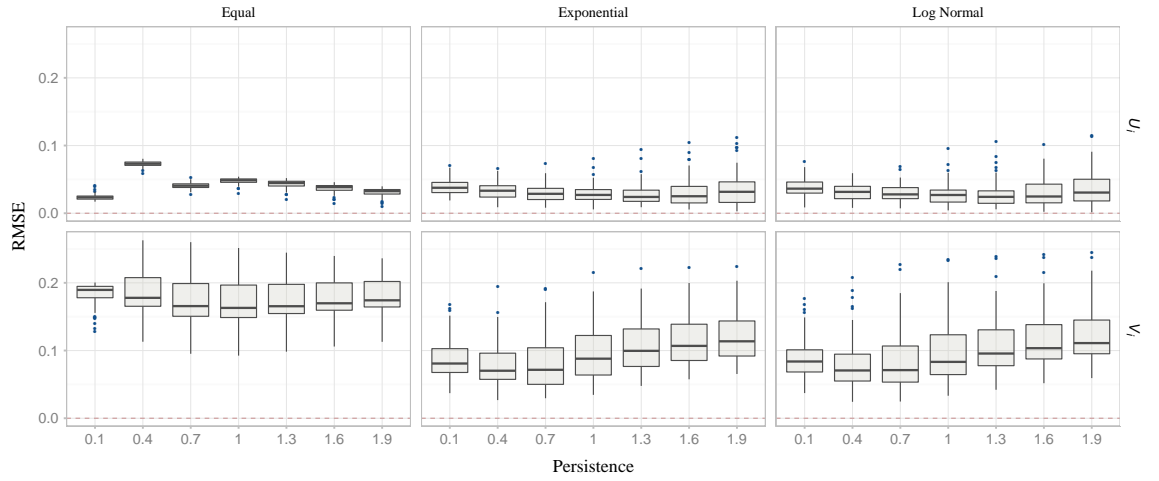 Equal Exponential Log Normal
0.2
0.1
0.0
U_i
RMSE
0.2
0.1
0.0
V_i
0.1 0.4 0.7 1 1.3 1.6 1.9 0.1 0.4 0.7 1 1.3 1.6 1.9 0.1 0.4 0.7 1 1.3 1.6 1.9
Persistence